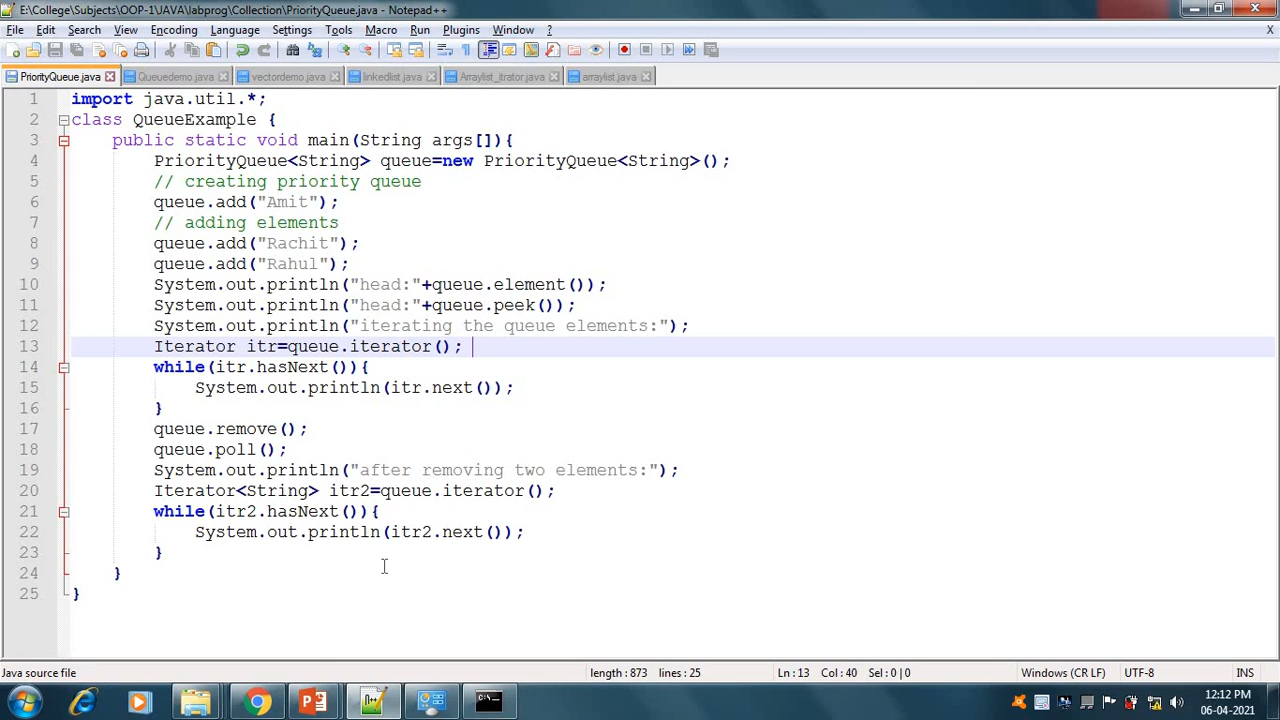 E:\College\Subjects\OOP-1\JAVA\labprog\Collection\PriorityQueue.java - Notepad++
File Edit Search View Encoding Language Settings Tools Macro Run Plugins Window ?
X
PriorityQueue.java Queuedemo.java vectordemo.java linkedlist.java Arraylist_itrator.java arraylist.java
1 import java.util.*;
2 class QueueExample {
3 public static void main(String args[]){
4 PriorityQueue<String> queue=new PriorityQueue<String>();
5 // creating priority queue
6 queue.add("Amit");
7 // adding elements
8 queue.add("Rachit");
9 queue.add("Rahul");
10 System.out.println("head:"+queue.element());
11 System.out.println("head:"+queue.peek());
12 System.out.println("iterating the queue elements:");
13 Iterator itr=queue.iterator();
14 while(itr.hasNext()){
15 System.out.println(itr.next());
16 }
17 queue.remove();
18 queue.poll();
19 System.out.println("after removing two elements:");
20 Iterator<String> itr2=queue.iterator();
21 while(itr2.hasNext()){
22 System.out.println(itr2.next());
23 }
24 }
25 }
Java source file length : 873 lines : 25 Ln : 13 Col : 40 Sel : 0 | 0 Windows (CR LF) UTF-8 INS
12:12 PM
06-04-2021